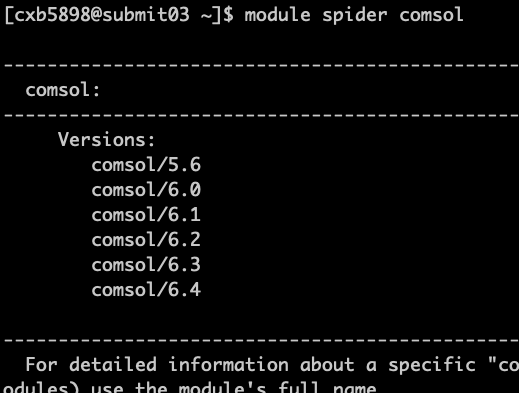 [cxb5898@submit03 ~]$ module spider comsol
-----------------------------------------------
comsol:
-----------------------------------------------
Versions:
comsol/5.6
comsol/6.0
comsol/6.1
comsol/6.2
comsol/6.3
comsol/6.4
-----------------------------------------------
For detailed information about a specific "co
odules) use the module's full name